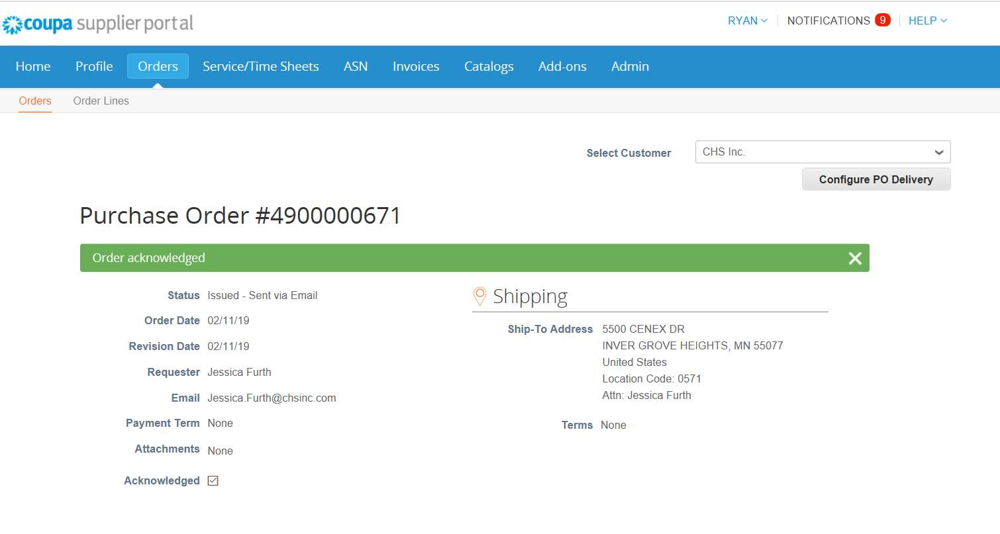 coupa supplier portal
RYAN NOTIFICATIONS 9 HELP
Home Profile Orders Service/Time Sheets ASN Invoices Catalogs Add-ons Admin
Orders Order Lines
Select Customer CHS Inc.
Configure PO Delivery
Purchase Order #4900000671
Order acknowledged
Status Issued - Sent via Email
Order Date 02/11/19
Revision Date 02/11/19
Requester Jessica Furth
Email Jessica.Furth@chsinc.com
Payment Term None
Attachments None
Acknowledged
Shipping
Ship-To Address 5500 CENEX DR
INVER GROVE HEIGHTS, MN 55077
United States
Location Code: 0571
Attn: Jessica Furth
Terms None